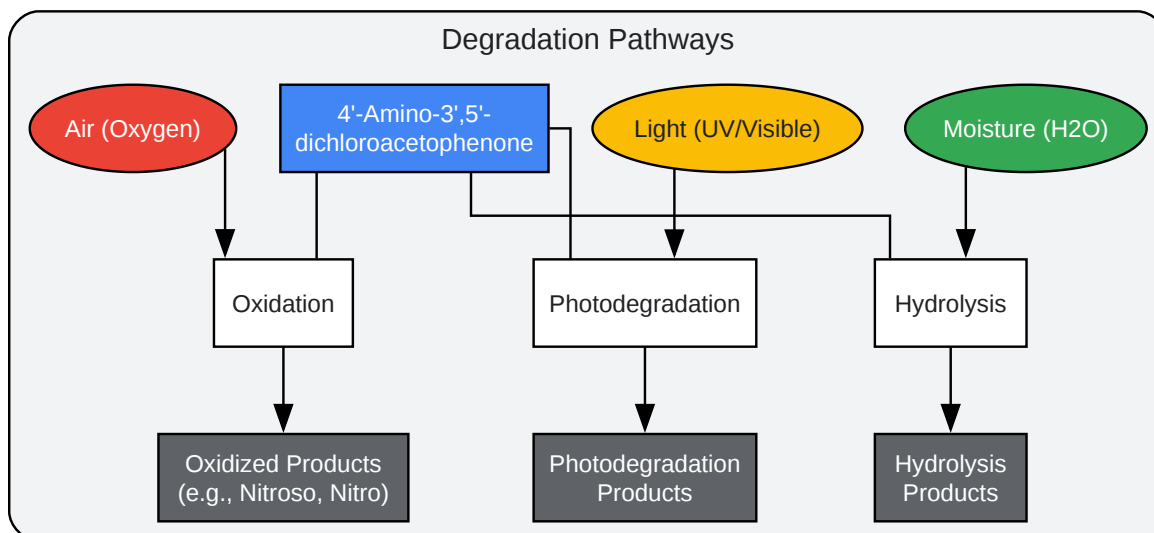 Degradation Pathways
Air (Oxygen)
4'-Amino-3',5'-
dichloroacetophenone
Light (UV/Visible)
Moisture (H2O)
Oxidation
Photodegradation
Hydrolysis
Oxidized Products
(e.g., Nitroso, Nitro)
Photodegradation
Products
Hydrolysis
Products